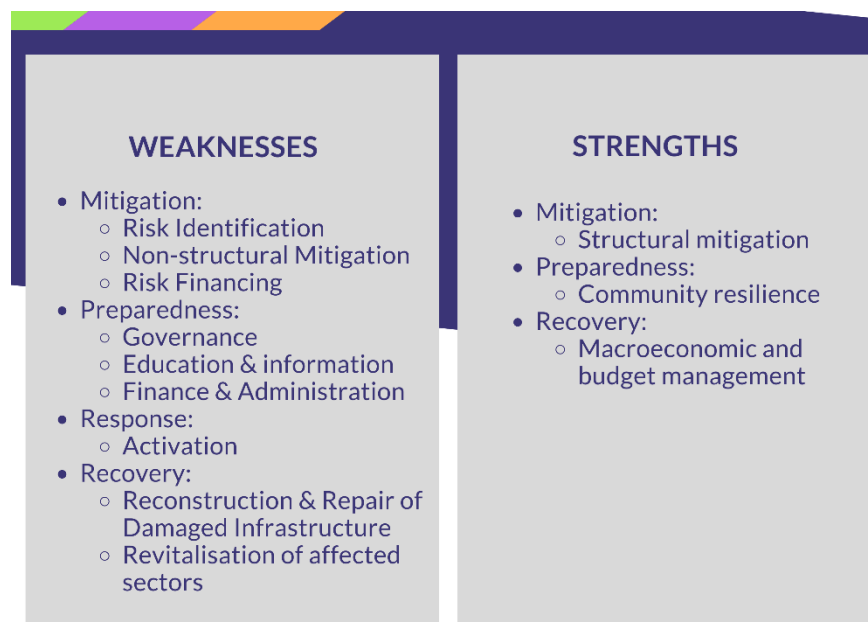 WEAKNESSES
• Mitigation:
○ Risk Identification
○ Non-structural Mitigation
○ Risk Financing
• Preparedness:
○ Governance
○ Education & information
○ Finance & Administration
• Response:
○ Activation
• Recovery:
○ Reconstruction & Repair of
Damaged Infrastructure
○ Revitalisation of affected
sectors
STRENGTHS
• Mitigation:
○ Structural mitigation
• Preparedness:
○ Community resilience
• Recovery:
○ Macroeconomic and
budget management